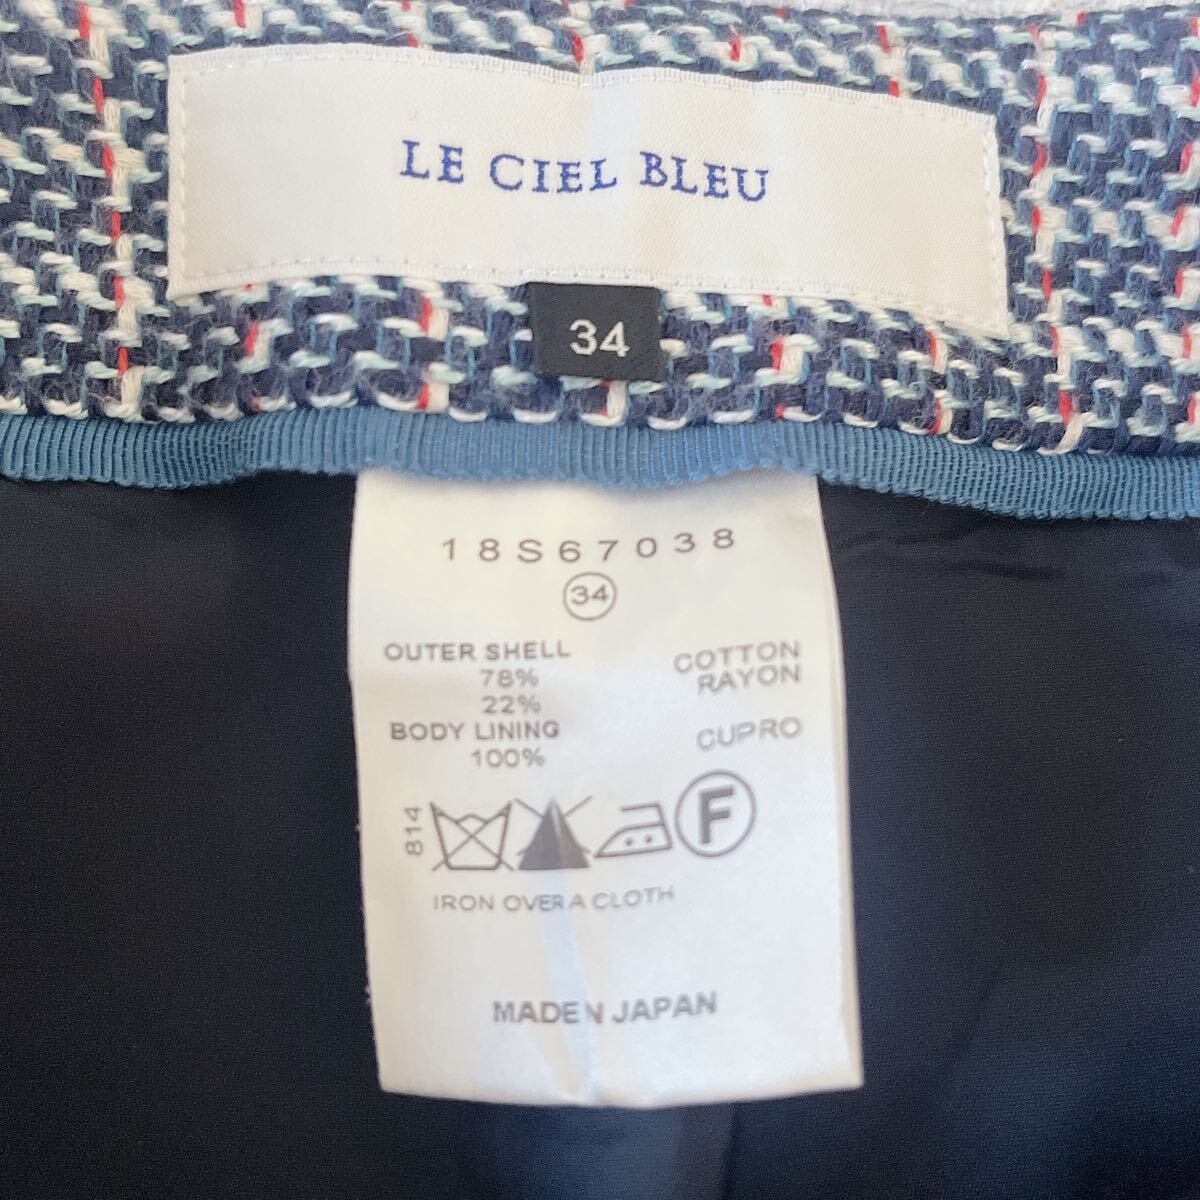 LE CIEL BLEU
34
18S67038
34
OUTER SHELL COTTON
78% RAYON
22%
BODY LINING CUPRO
100%
814 F
IRON OVER A CLOTH
MADE IN JAPAN